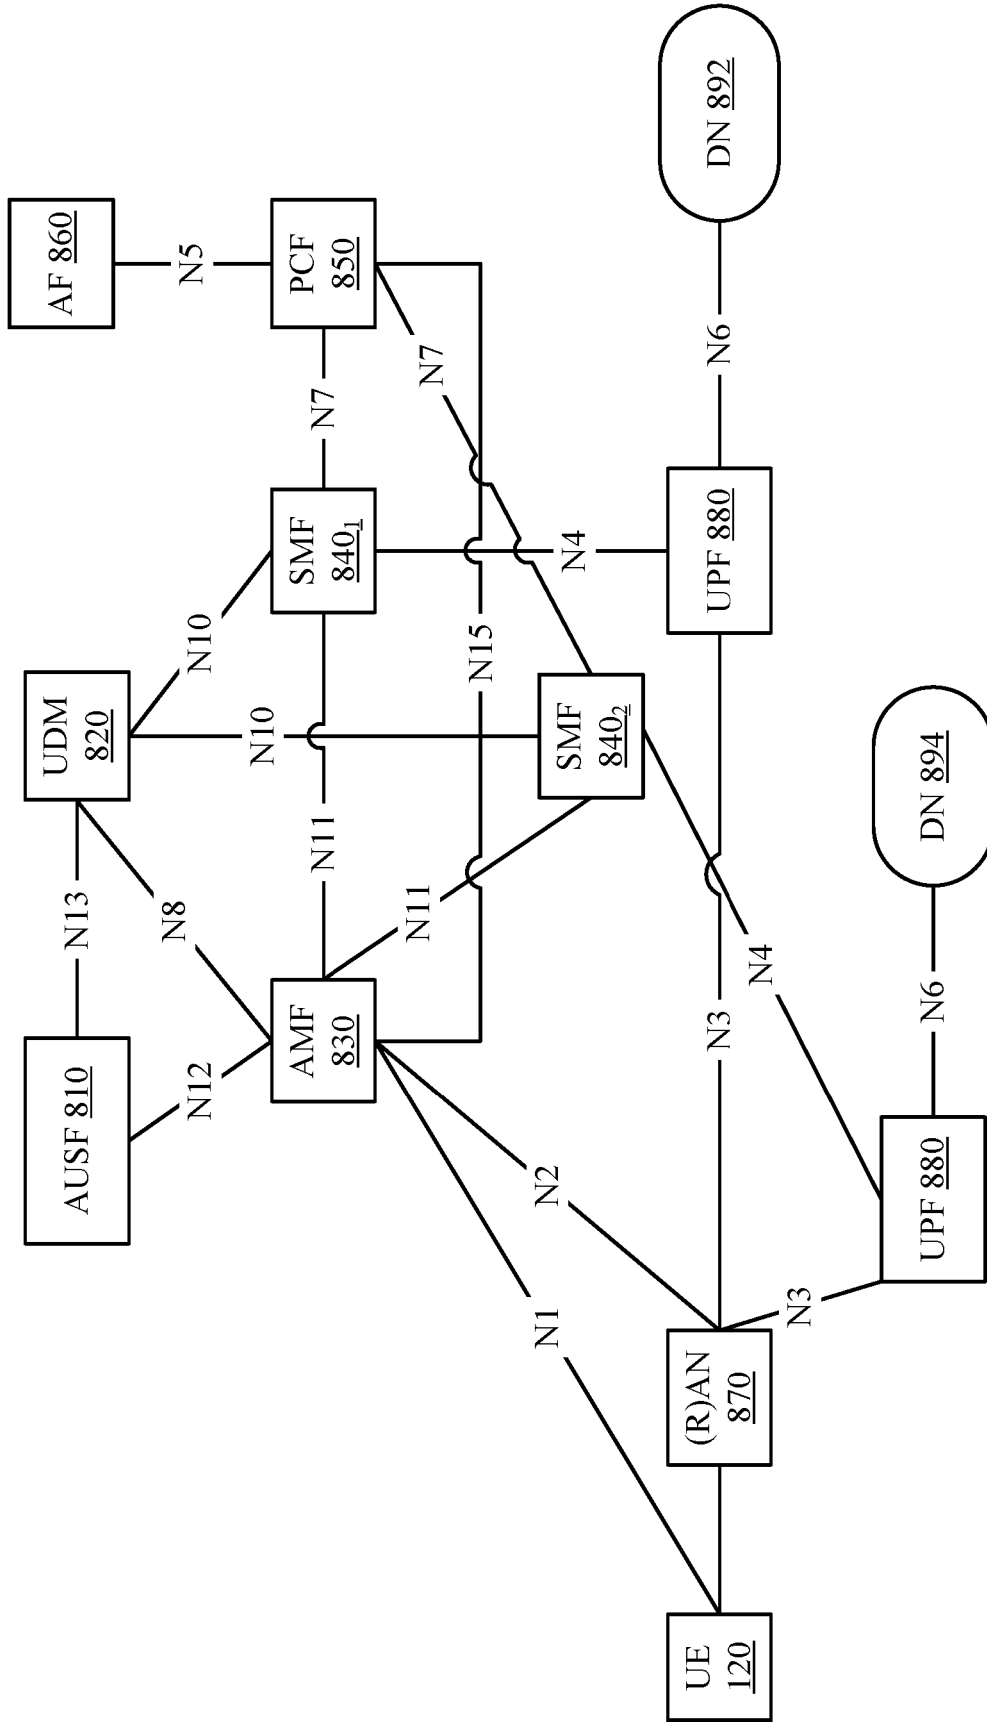 AUSF 810
UDM
820
AF 860
N13
N5
N12
N8
N10
AMF
830
N11
SMF
840₁
N7
PCF
850
N10
N7
N11
N15
N1
N2
SMF
840₂
N4
UE
120
(R)AN
870
N3
UPF 880
N6
DN 892
N3
N4
UPF 880
N6
DN 894